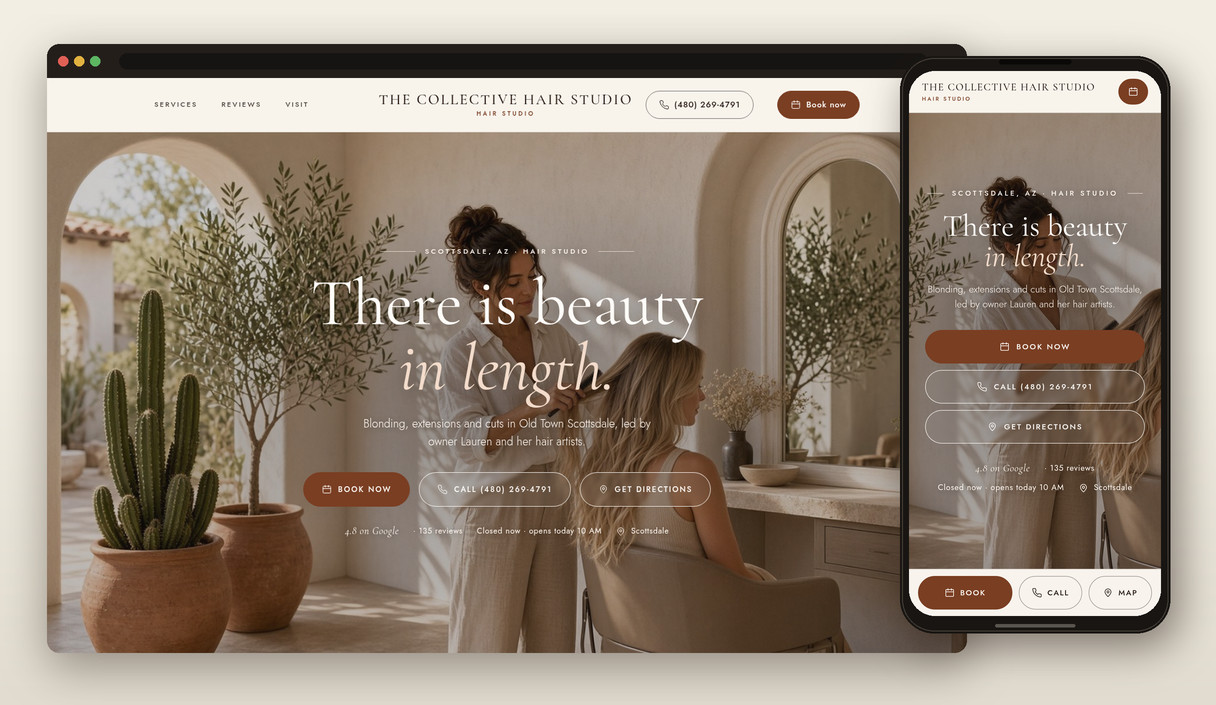 SERVICES
REVIEWS
VISIT
THE COLLECTIVE HAIR STUDIO
HAIR STUDIO
(480) 269-4791
Book now
SCOTTSDALE, AZ · HAIR STUDIO
There is beauty
in length.
Blonding, extensions and cuts in Old Town Scottsdale, led by
owner Lauren and her hair artists.
BOOK NOW
CALL (480) 269-4791
GET DIRECTIONS
4.8 on Google · 135 reviews Closed now · opens today 10 AM Scottsdale
THE COLLECTIVE HAIR STUDIO
HAIR STUDIO
SCOTTSDALE, AZ · HAIR STUDIO
There is beauty
in length.
Blonding, extensions and cuts in Old Town Scottsdale,
led by owner Lauren and her hair artists.
BOOK NOW
CALL (480) 269-4791
GET DIRECTIONS
4.8 on Google · 135 reviews
Closed now · opens today 10 AM Scottsdale
BOOK
CALL
MAP